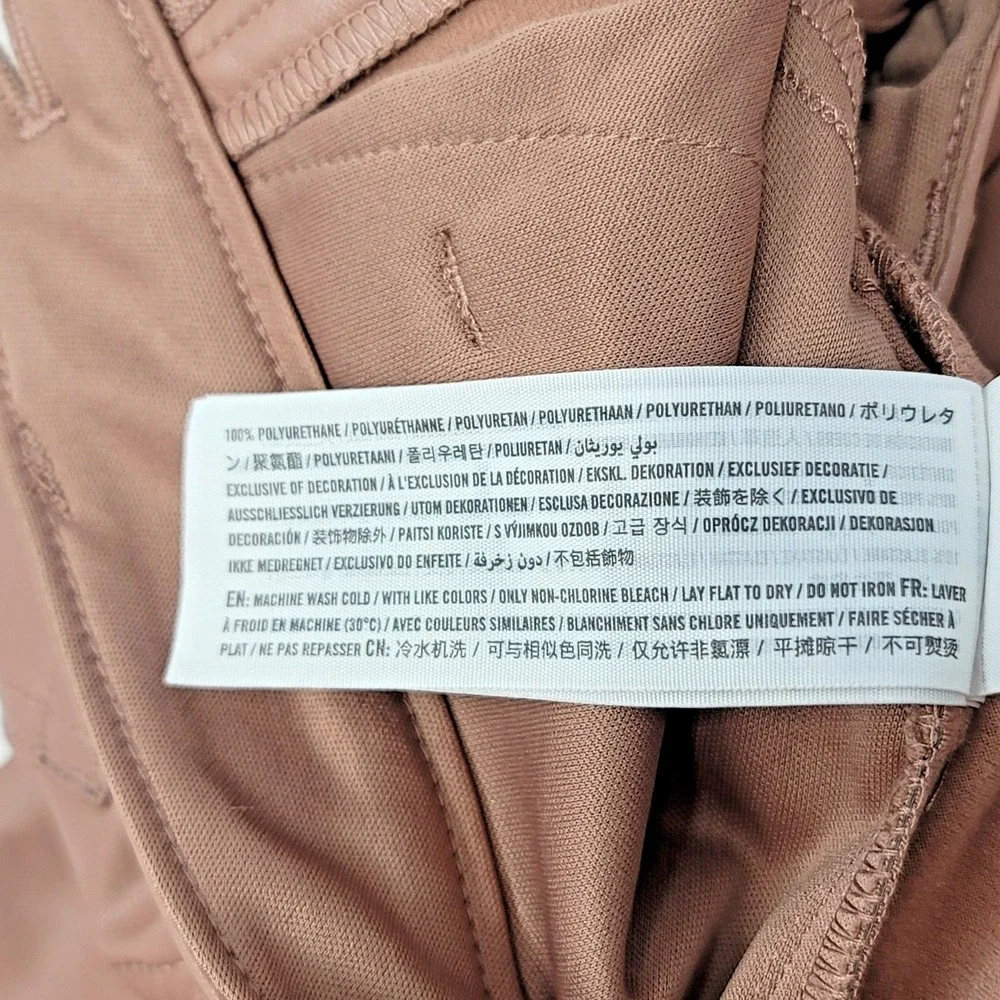 100% POLYURETHANE / POLYURÉTHANNE / POLYURETAN / POLYURETHAAN / POLYURETHAN / POLIURETANO / ポリウレタ
ン / 聚氨酯 / POLYURETAANI / 폴리우레탄 / POLIURETAN / بولي يوريثان
EXCLUSIVE OF DECORATION / À L'EXCLUSION DE LA DÉCORATION / EKSKL. DEKORATION / EXCLUSIEF DECORATIE /
AUSSCHLIESSLICH VERZIERUNG / UTOM DEKORATIONEN / ESCLUSA DECORAZIONE / 装飾を除く / EXCLUSIVO DE
DECORACIÓN / 装饰物除外 / PAITSI KORISTE / S VÝJIMKOU OZDOB / 고급 장식 / OPRÓCZ DEKORACJI / DEKORASJON
IKKE MEDREGNET / EXCLUSIVO DO ENFEITE / دون زخرفة / 不包括飾物
EN: MACHINE WASH COLD / WITH LIKE COLORS / ONLY NON-CHLORINE BLEACH / LAY FLAT TO DRY / DO NOT IRON FR: LAVER
À FROID EN MACHINE (30°C) / AVEC COULEURS SIMILAIRES / BLANCHIMENT SANS CHLORE UNIQUEMENT / FAIRE SÉCHER À
PLAT / NE PAS REPASSER CN: 冷水机洗 / 可与相似色同洗 / 仅允许非氯漂 / 平摊晾干 / 不可熨烫